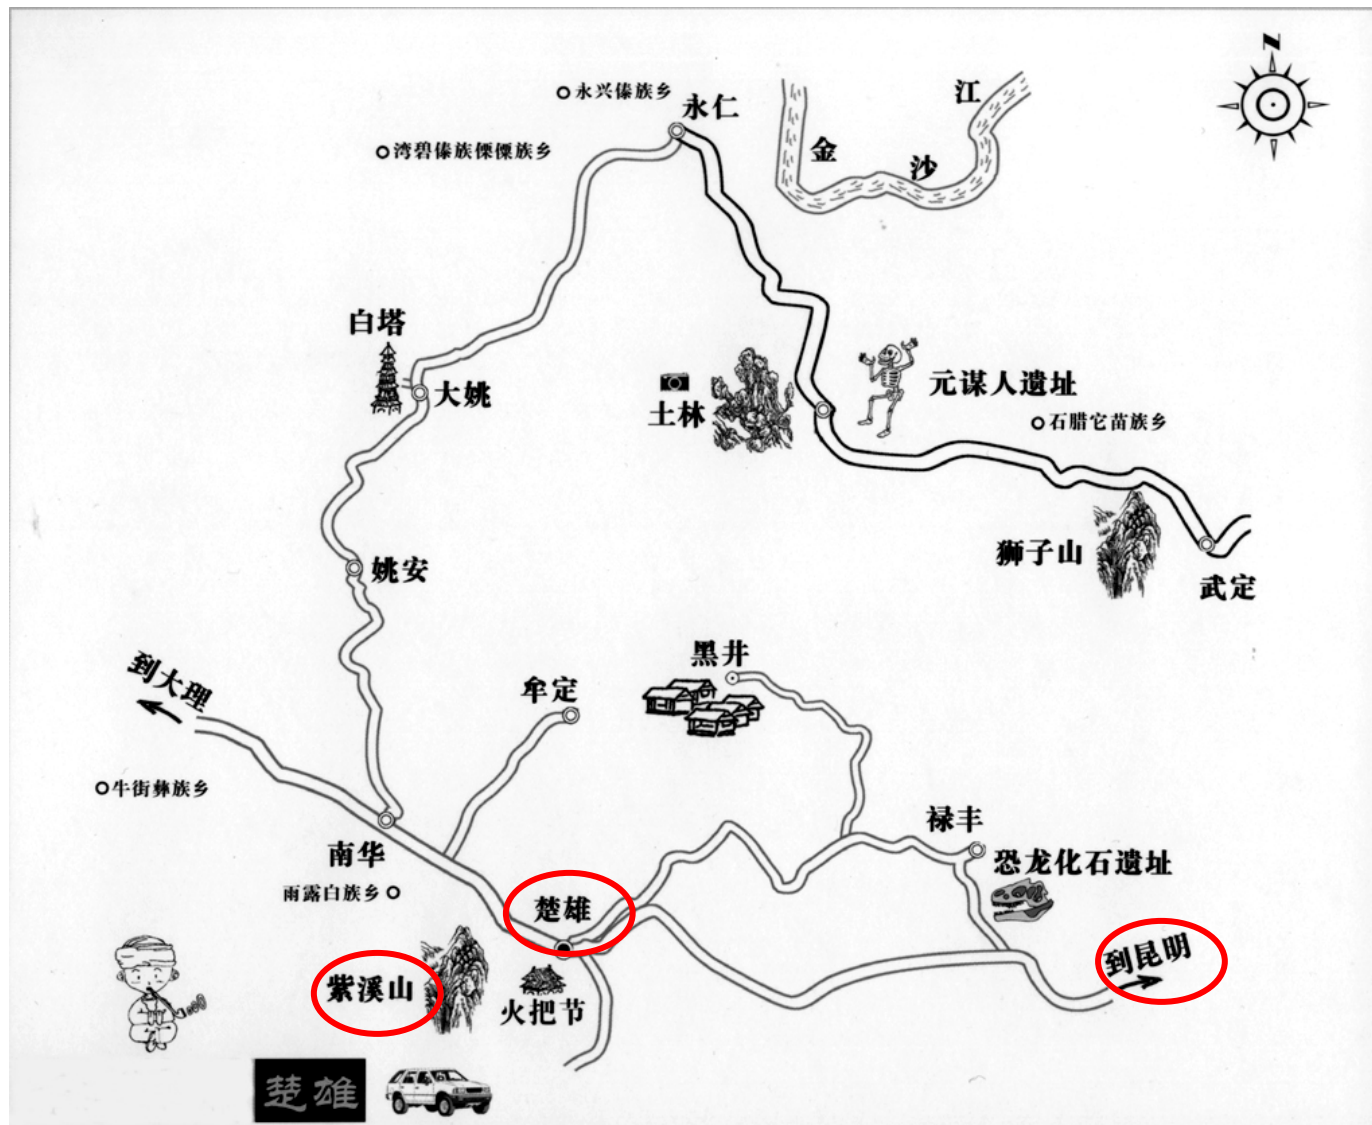 N
永兴傣族乡
永仁
江
金
沙
湾碧傣族傈僳族乡
白塔
大姚
土林
元谋人遗址
石腊它苗族乡
姚安
狮子山
武定
黑井
到大理
牟定
牛街彝族乡
禄丰
南华
恐龙化石遗址
雨露白族乡
楚雄
到昆明
紫溪山
火把节
楚雄